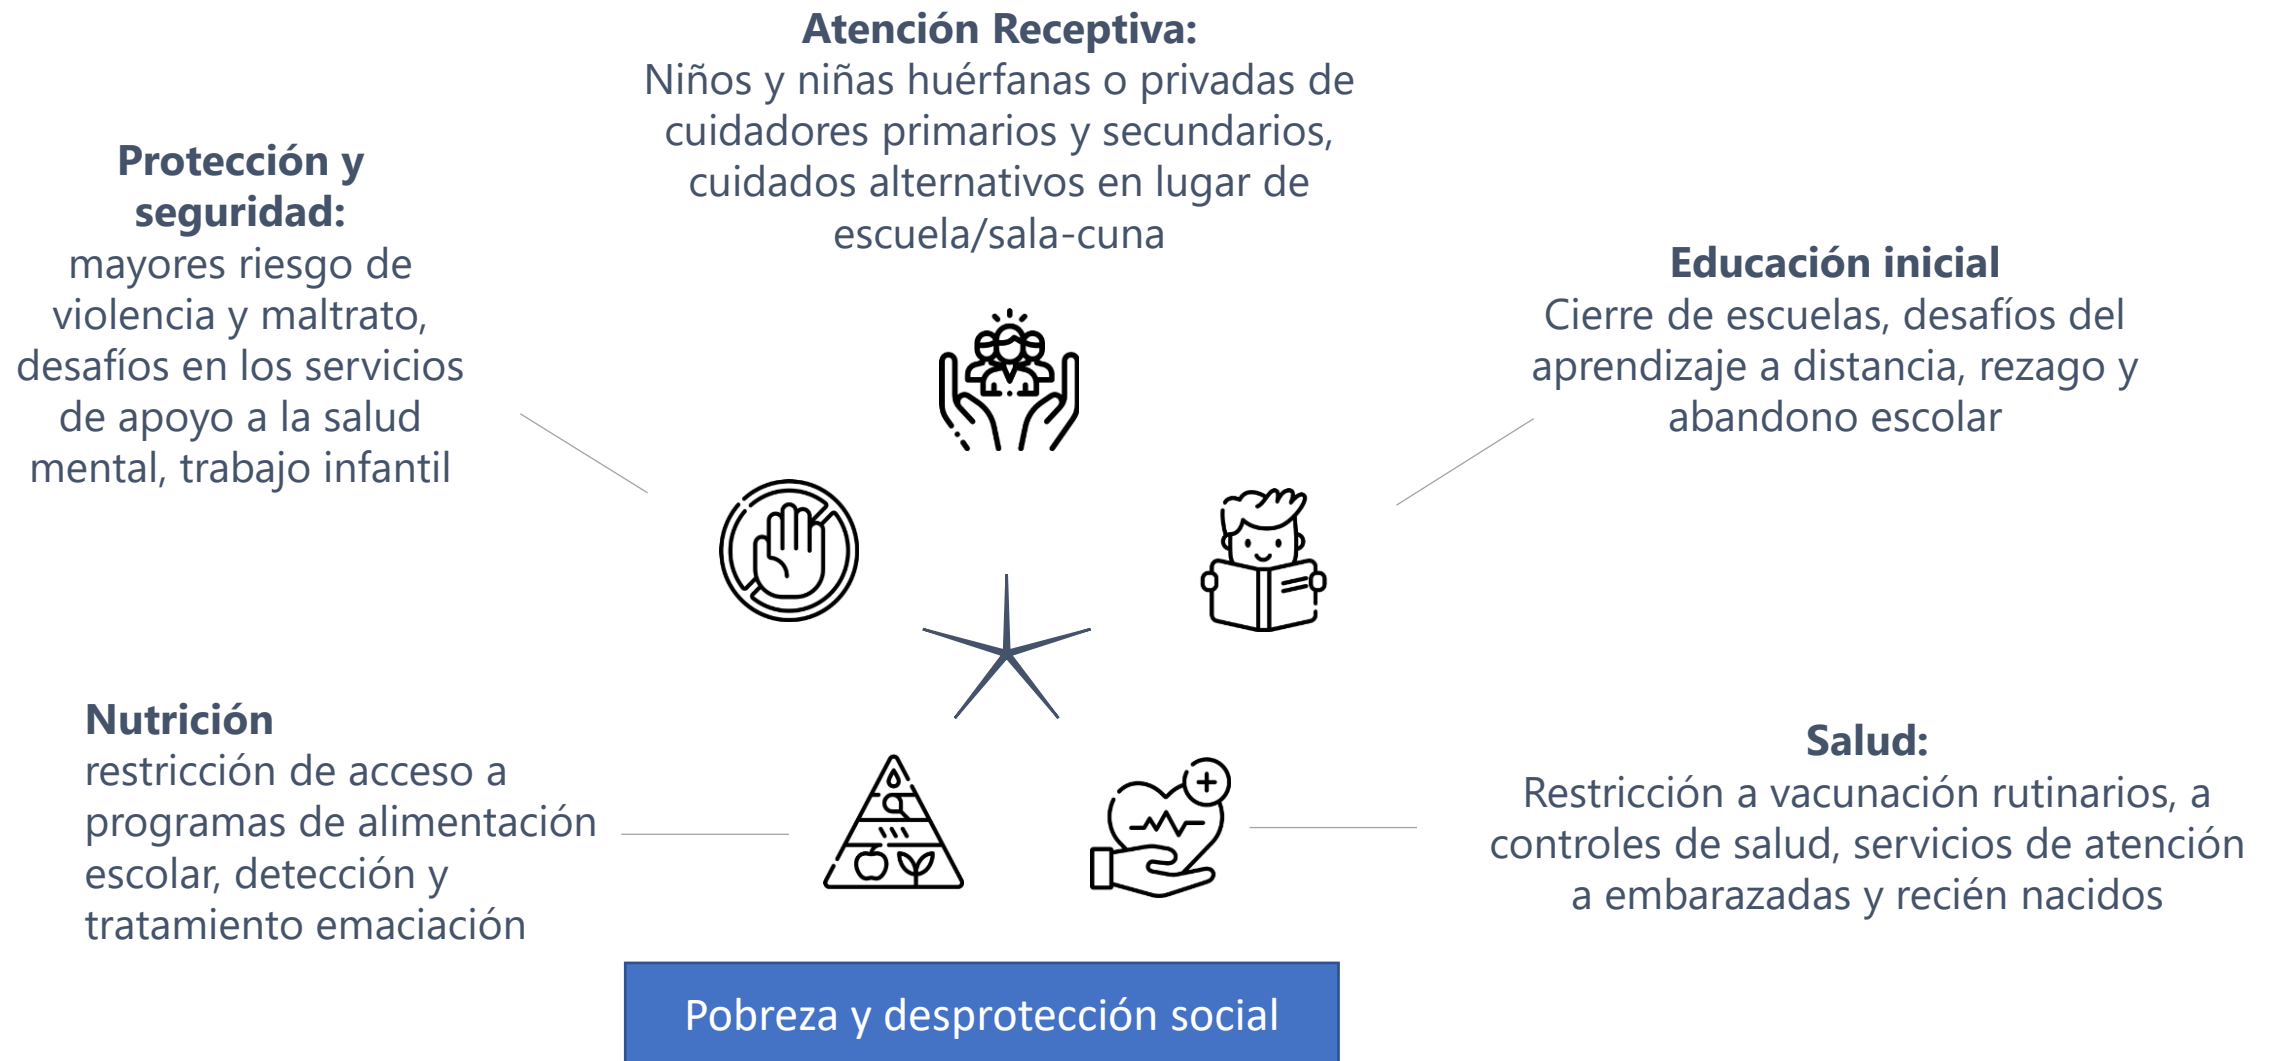 Atención Receptiva:
Niños y niñas huérfanas o privadas de
cuidadores primarios y secundarios,
cuidados alternativos en lugar de
escuela/sala-cuna
Protección y
seguridad:
mayores riesgo de
violencia y maltrato,
desafíos en los servicios
de apoyo a la salud
mental, trabajo infantil
Educación inicial
Cierre de escuelas, desafíos del
aprendizaje a distancia, rezago y
abandono escolar
Nutrición
restricción de acceso a
programas de alimentación
escolar, detección y
tratamiento emaciación
Salud:
Restricción a vacunación rutinarios, a
controles de salud, servicios de atención
a embarazadas y recién nacidos
Pobreza y desprotección social